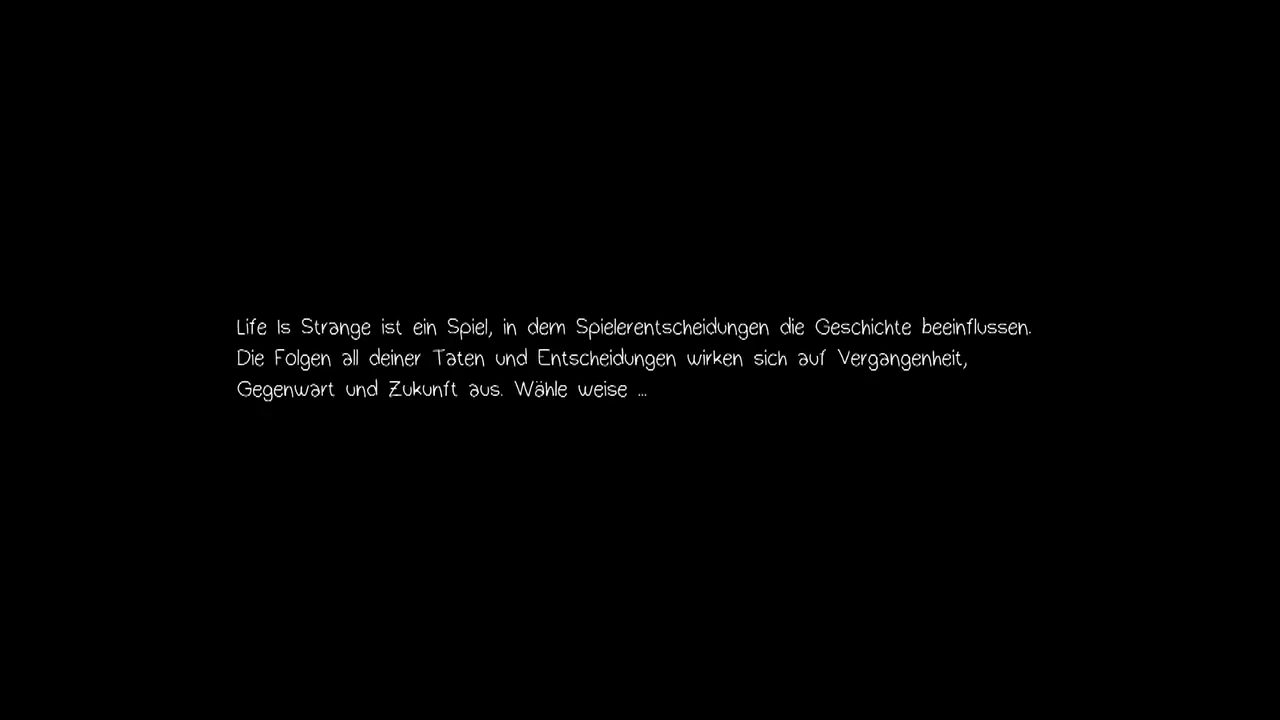 Life Is Strange ist ein Spiel, in dem Spielerentscheidungen die Geschichte beeinflussen.
Die Folgen all deiner Taten und Entscheidungen wirken sich auf Vergangenheit,
Gegenwart und Zukunft aus. Wähle weise ...